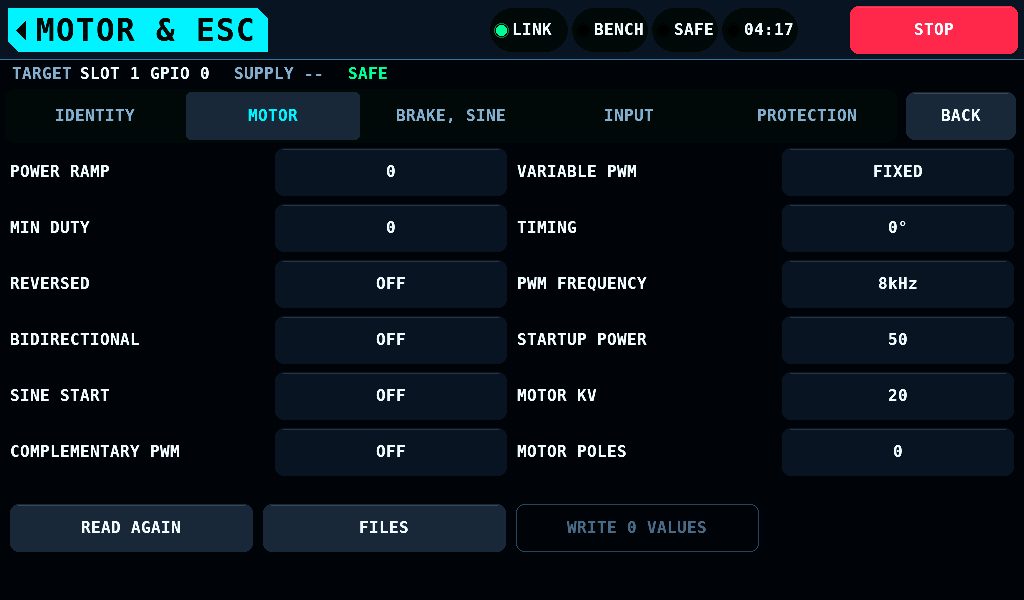 MOTOR & ESC
LINK
BENCH
SAFE
04:17
STOP
TARGET SLOT 1 GPIO 0 SUPPLY -- SAFE
IDENTITY
MOTOR
BRAKE, SINE
INPUT
PROTECTION
BACK
POWER RAMP 0
VARIABLE PWM FIXED
MIN DUTY 0
TIMING 0°
REVERSED OFF
PWM FREQUENCY 8kHz
BIDIRECTIONAL OFF
STARTUP POWER 50
SINE START OFF
MOTOR KV 20
COMPLEMENTARY PWM OFF
MOTOR POLES 0
READ AGAIN
FILES
WRITE 0 VALUES